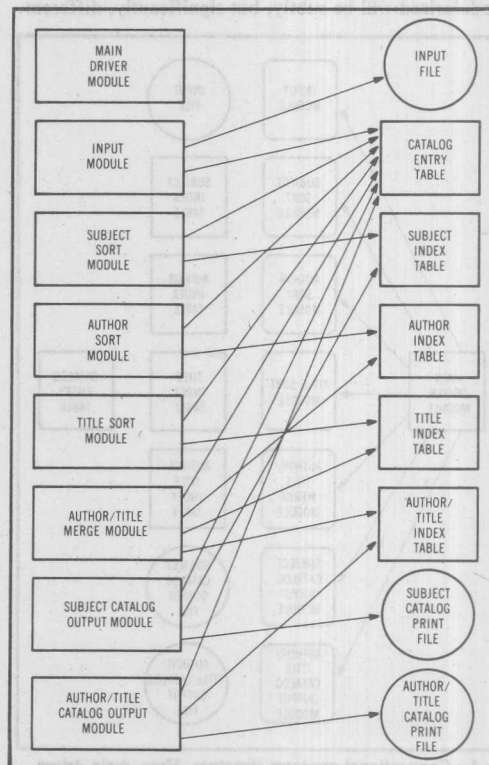 MAIN
DRIVER
MODULE
INPUT
MODULE
SUBJECT
SORT
MODULE
AUTHOR
SORT
MODULE
TITLE SORT
MODULE
AUTHOR/TITLE
MERGE MODULE
SUBJECT CATALOG
OUTPUT MODULE
AUTHOR/TITLE
CATALOG OUTPUT
MODULE
INPUT
FILE
CATALOG
ENTRY
TABLE
SUBJECT
INDEX
TABLE
AUTHOR
INDEX
TABLE
TITLE
INDEX
TABLE
AUTHOR/
TITLE
INDEX
TABLE
SUBJECT
CATALOG
PRINT
FILE
AUTHOR/
TITLE
CATALOG
PRINT
FILE